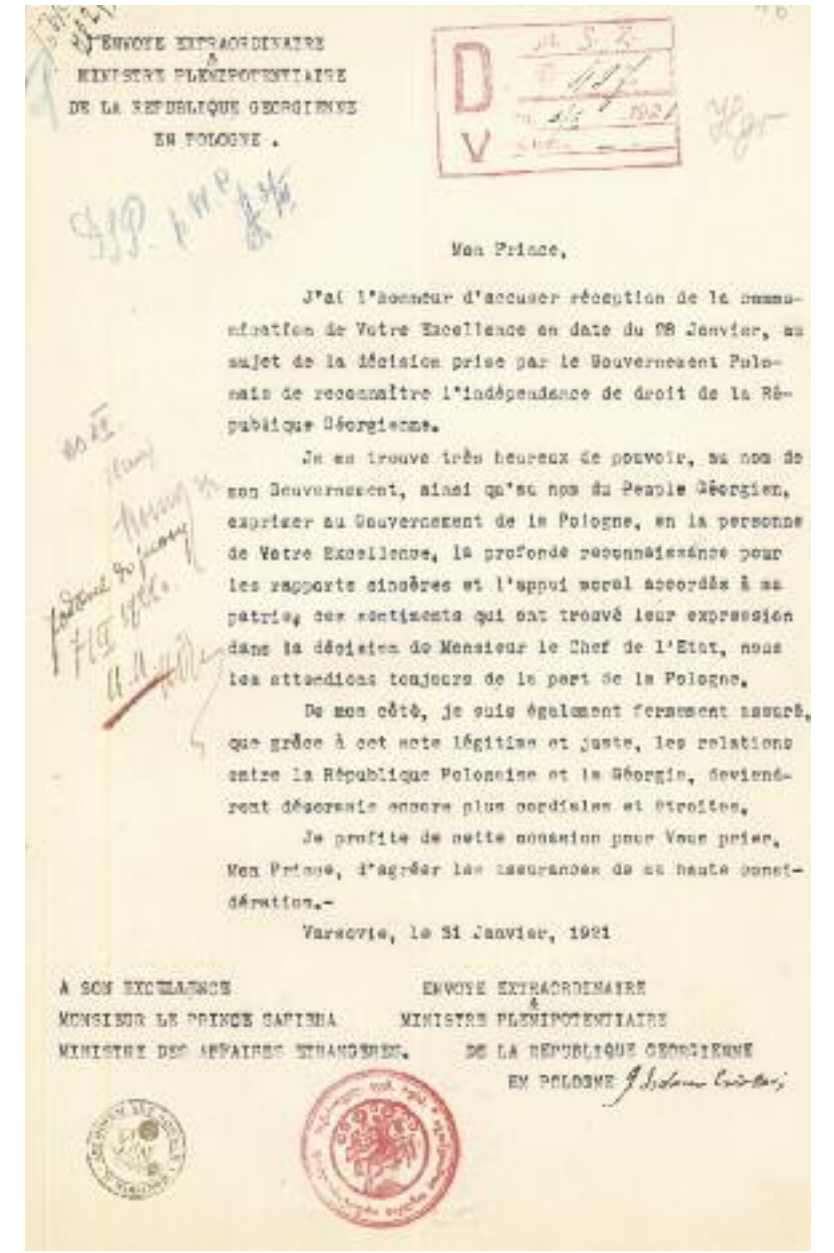 L'ENVOYE EXTRAORDINAIRE
&
MINISTRE PLENIPOTENTIAIRE
DE LA REPUBLIQUE GEORGIENNE
EN POLOGNE .
M. S. Z.
D
V
1921
Mon Prince,
J'ai l'honneur d'accuser réception de la commu-
nication de Votre Excellence en date du 28 Janvier, au
sujet de la décision prise par le Gouvernement Polo-
nais de reconnaître l'indépendance de droit de la Ré-
publique Géorgienne.
Je me trouve très heureux de pouvoir, au nom de
mon Gouvernement, ainsi qu'au nom du Peuple Géorgien,
exprimer au Gouvernement de la Pologne, en la personne
de Votre Excellence, la profonde reconnaissance pour
les rapports sincères et l'appui moral accordés à ma
patrie, ces sentiments qui ont trouvé leur expression
dans la décision de Monsieur le Chef de l'Etat, nous
les attendions toujours de la part de la Pologne.
De mon côté, je suis également fermement assuré,
que grâce à cet acte légitime et juste, les relations
entre la République Polonaise et la Géorgie, deviend-
ront désormais encore plus cordiales et étroites.
Je profite de cette occasion pour Vous prier,
Mon Prince, d'agréer les assurances de ma haute consi-
dération.-
Varsovie, le 31 Janvier, 1921
A SON EXCELLENCE
MONSIEUR LE PRINCE SAPIEHA
MINISTRE DES AFFAIRES ETRANGERES.
ENVOYE EXTRAORDINAIRE
&
MINISTRE PLENIPOTENTIAIRE
DE LA REPUBLIQUE GEORGIENNE
EN POLOGNE